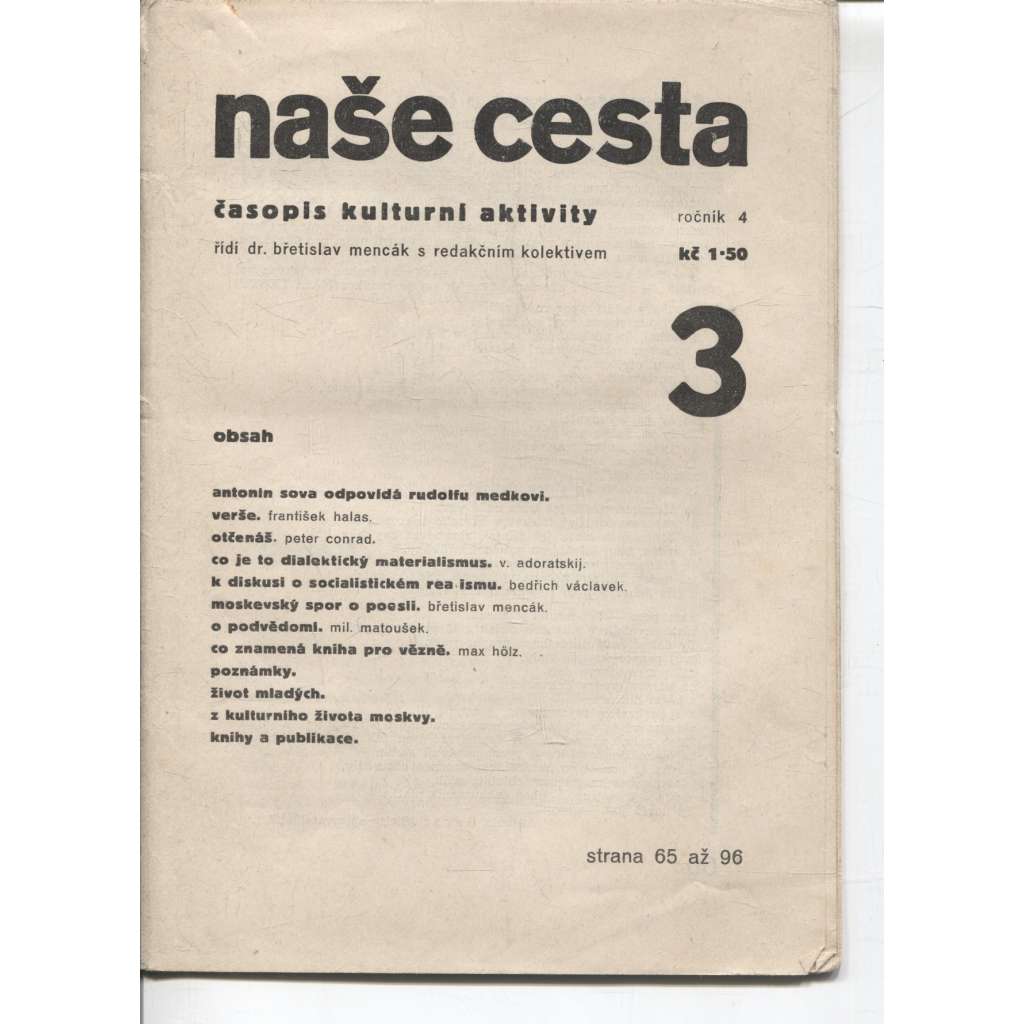 naše cesta
časopis kulturní aktivity
ročník 4
řídí dr. břetislav mencák s redakčním kolektivem
kč 1·50
3
obsah
antonín sova odpovídá rudolfu medkovi.
verše. františek halas.
otčenáš. peter conrad.
co je to dialektický materialismus. v. adoratskij.
k diskusi o socialistickém rea ismu. bedřich václavek.
moskevský spor o poesii. břetislav mencák.
o podvědomí. mil. matoušek.
co znamená kniha pro vězně. max hölz.
poznámky.
život mladých.
z kulturního života moskvy.
knihy a publikace.
strana 65 až 96